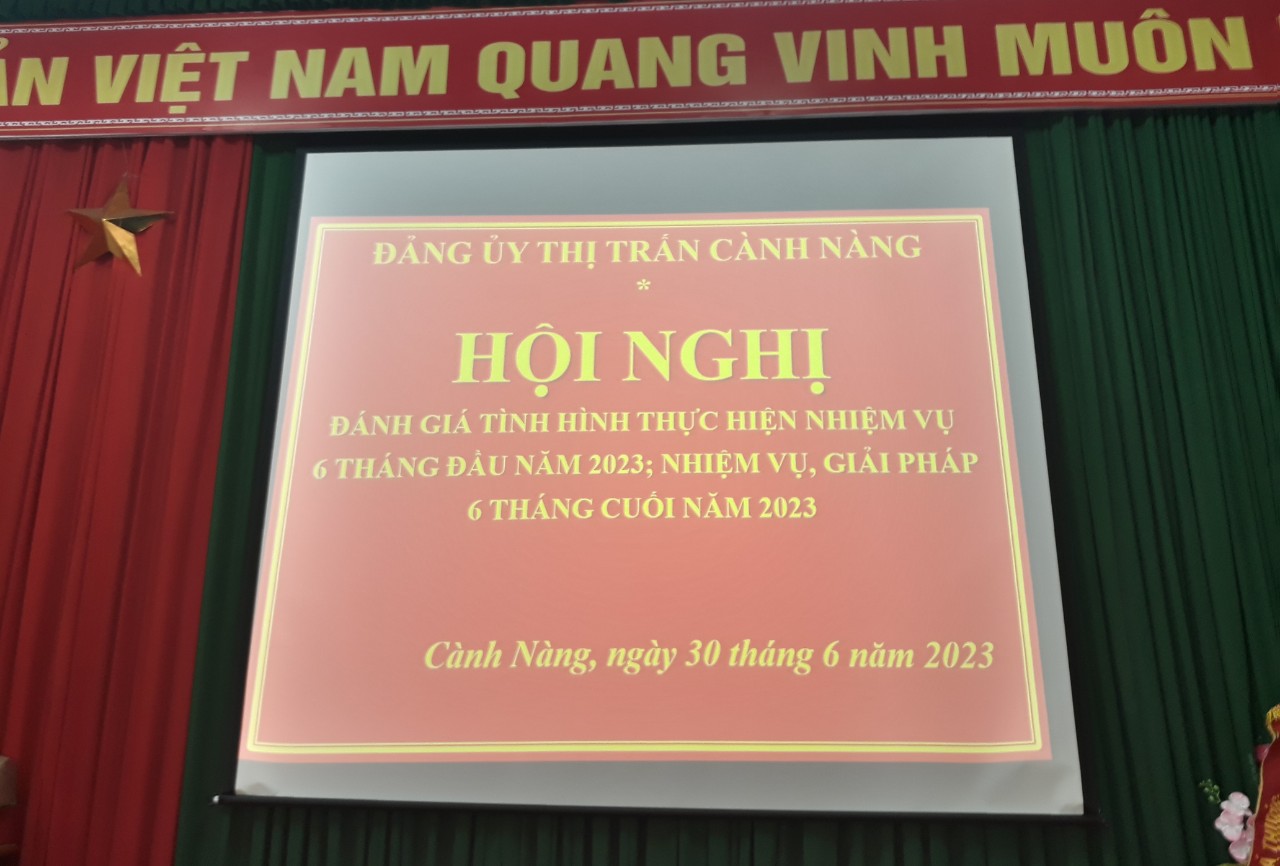 VIỆT NAM QUANG VINH MUÔN
ĐẢNG ỦY THỊ TRẤN CÀNH NÀNG
*
HỘI NGHỊ
ĐÁNH GIÁ TÌNH HÌNH THỰC HIỆN NHIỆM VỤ
6 THÁNG ĐẦU NĂM 2023; NHIỆM VỤ, GIẢI PHÁP
6 THÁNG CUỐI NĂM 2023
Cành Nàng, ngày 30 tháng 6 năm 2023